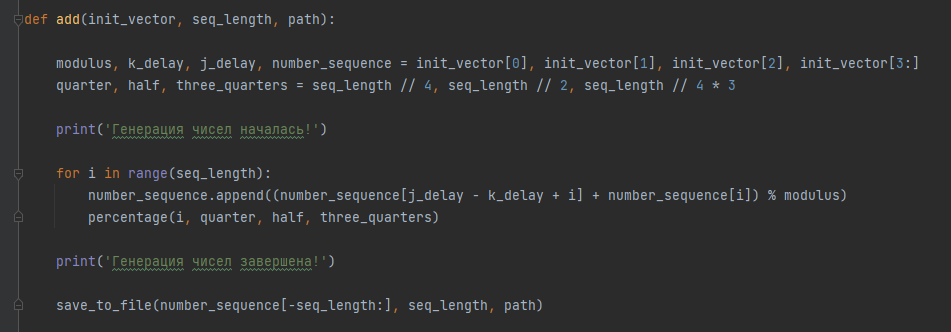 def add(init_vector, seq_length, path):
modulus, k_delay, j_delay, number_sequence = init_vector[0], init_vector[1], init_vector[2], init_vector[3:]
quarter, half, three_quarters = seq_length // 4, seq_length // 2, seq_length // 4 * 3
print('Генерация чисел началась!')
for i in range(seq_length):
number_sequence.append((number_sequence[j_delay - k_delay + i] + number_sequence[i]) % modulus)
percentage(i, quarter, half, three_quarters)
print('Генерация чисел завершена!')
save_to_file(number_sequence[-seq_length:], seq_length, path)